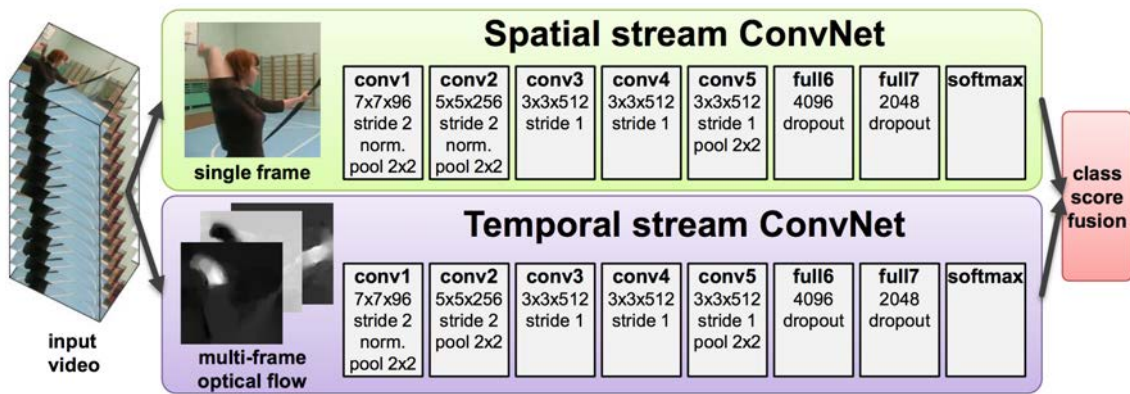 Spatial stream ConvNet
single frame
conv1
7x7x96
stride 2
norm.
pool 2x2
conv2
5x5x256
stride 2
norm.
pool 2x2
conv3
3x3x512
stride 1
conv4
3x3x512
stride 1
conv5
3x3x512
stride 1
pool 2x2
full6
4096
dropout
full7
2048
dropout
softmax
Temporal stream ConvNet
multi-frame
optical flow
conv1
7x7x96
stride 2
norm.
pool 2x2
conv2
5x5x256
stride 2
pool 2x2
conv3
3x3x512
stride 1
conv4
3x3x512
stride 1
conv5
3x3x512
stride 1
pool 2x2
full6
4096
dropout
full7
2048
dropout
softmax
input
video
class
score
fusion